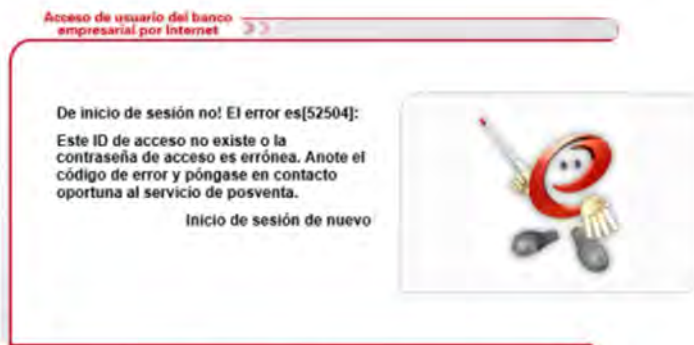 Acceso de usuario del banco
empresarial por Internet
De inicio de sesión no! El error es[52504]:
Este ID de acceso no existe o la
contraseña de acceso es errónea. Anote el
código de error y póngase en contacto
oportuna al servicio de posventa.
Inicio de sesión de nuevo